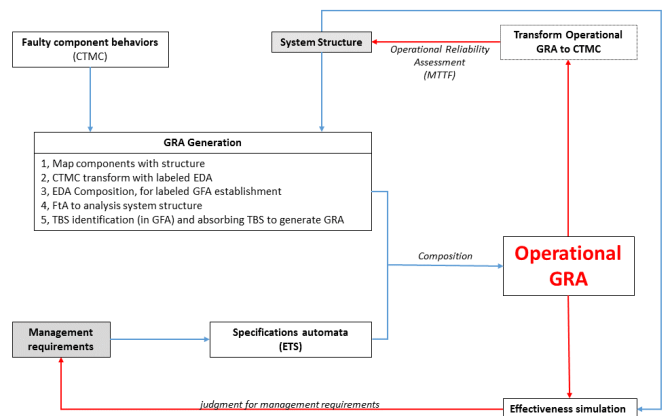 Faulty component behaviors
(CTMC)
System Structure
Operational Reliability
Assessment
(MTTF)
Transform Operational
GRA to CTMC
GRA Generation
1, Map components with structure
2, CTMC transform with labeled EDA
3, EDA Composition, for labeled GFA establishment
4, FtA to analysis system structure
5, TBS identification (in GFA) and absorbing TBS to generate GRA
Composition
Operational
GRA
Management
requirements
Specifications automata
(ETS)
judgment for management requirements
Effectiveness simulation